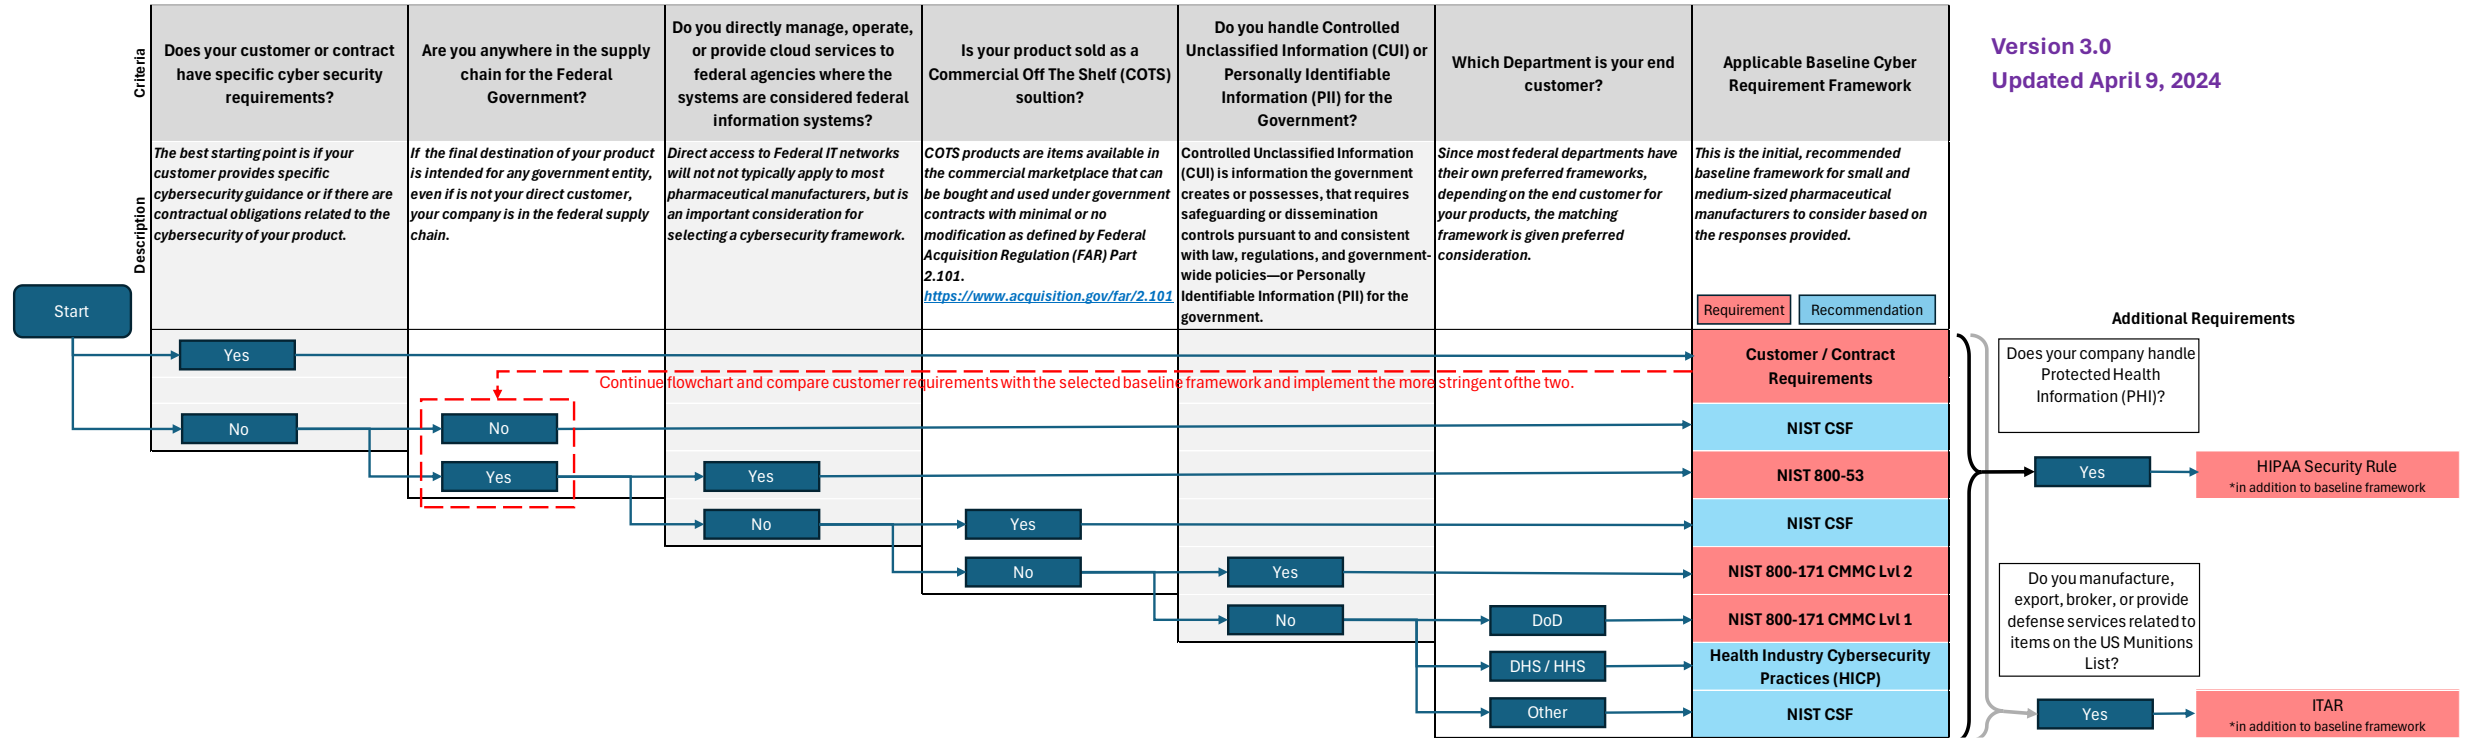 Criteria
Does your customer or contract
have specific cyber security
requirements?
Are you anywhere in the supply
chain for the Federal
Government?
Do you directly manage, operate,
or provide cloud services to
federal agencies where the
systems are considered federal
information systems?
Is your product sold as a
Commercial Off The Shelf (COTS)
soultion?
Do you handle Controlled
Unclassified Information (CUI) or
Personally Identifiable
Information (PII) for the
Government?
Which Department is your end
customer?
Applicable Baseline Cyber
Requirement Framework
Version 3.0
Updated April 9, 2024
Description
The best starting point is if your
customer provides specific
cybersecurity guidance or if there are
contractual obligations related to the
cybersecurity of your product.
If the final destination of your product
is intended for any government entity,
even if is not your direct customer,
your company is in the federal supply
chain.
Direct access to Federal IT networks
will not not typically apply to most
pharmaceutical manufacturers, but is
an important consideration for
selecting a cybersecurity framework.
COTS products are items available in
the commercial marketplace that can
be bought and used under government
contracts with minimal or no
modification as defined by Federal
Acquisition Regulation (FAR) Part
2.101.
https://www.acquisition.gov/far/2.101
Controlled Unclassified Information
(CUI) is information the government
creates or possesses, that requires
safeguarding or dissemination
controls pursuant to and consistent
with law, regulations, and government-
wide policies—or Personally
Identifiable Information (PII) for the
government.
Since most federal departments have
their own preferred frameworks,
depending on the end customer for
your products, the matching
framework is given preferred
consideration.
This is the initial, recommended
baseline framework for small and
medium-sized pharmaceutical
manufacturers to consider based on
the responses provided.
Requirement
Recommendation
Start
Yes
Customer / Contract
Requirements
Continue flowchart and compare customer requirements with the selected baseline framework and implement the more stringent of the two.
No
No
NIST CSF
Yes
Yes
NIST 800-53
No
Yes
NIST CSF
No
Yes
NIST 800-171 CMMC Lvl 2
No
DoD
NIST 800-171 CMMC Lvl 1
DHS / HHS
Health Industry Cybersecurity
Practices (HICP)
Other
NIST CSF
Additional Requirements
Does your company handle
Protected Health
Information (PHI)?
Yes
HIPAA Security Rule
*in addition to baseline framework
Do you manufacture,
export, broker, or provide
defense services related to
items on the US Munitions
List?
Yes
ITAR
*in addition to baseline framework